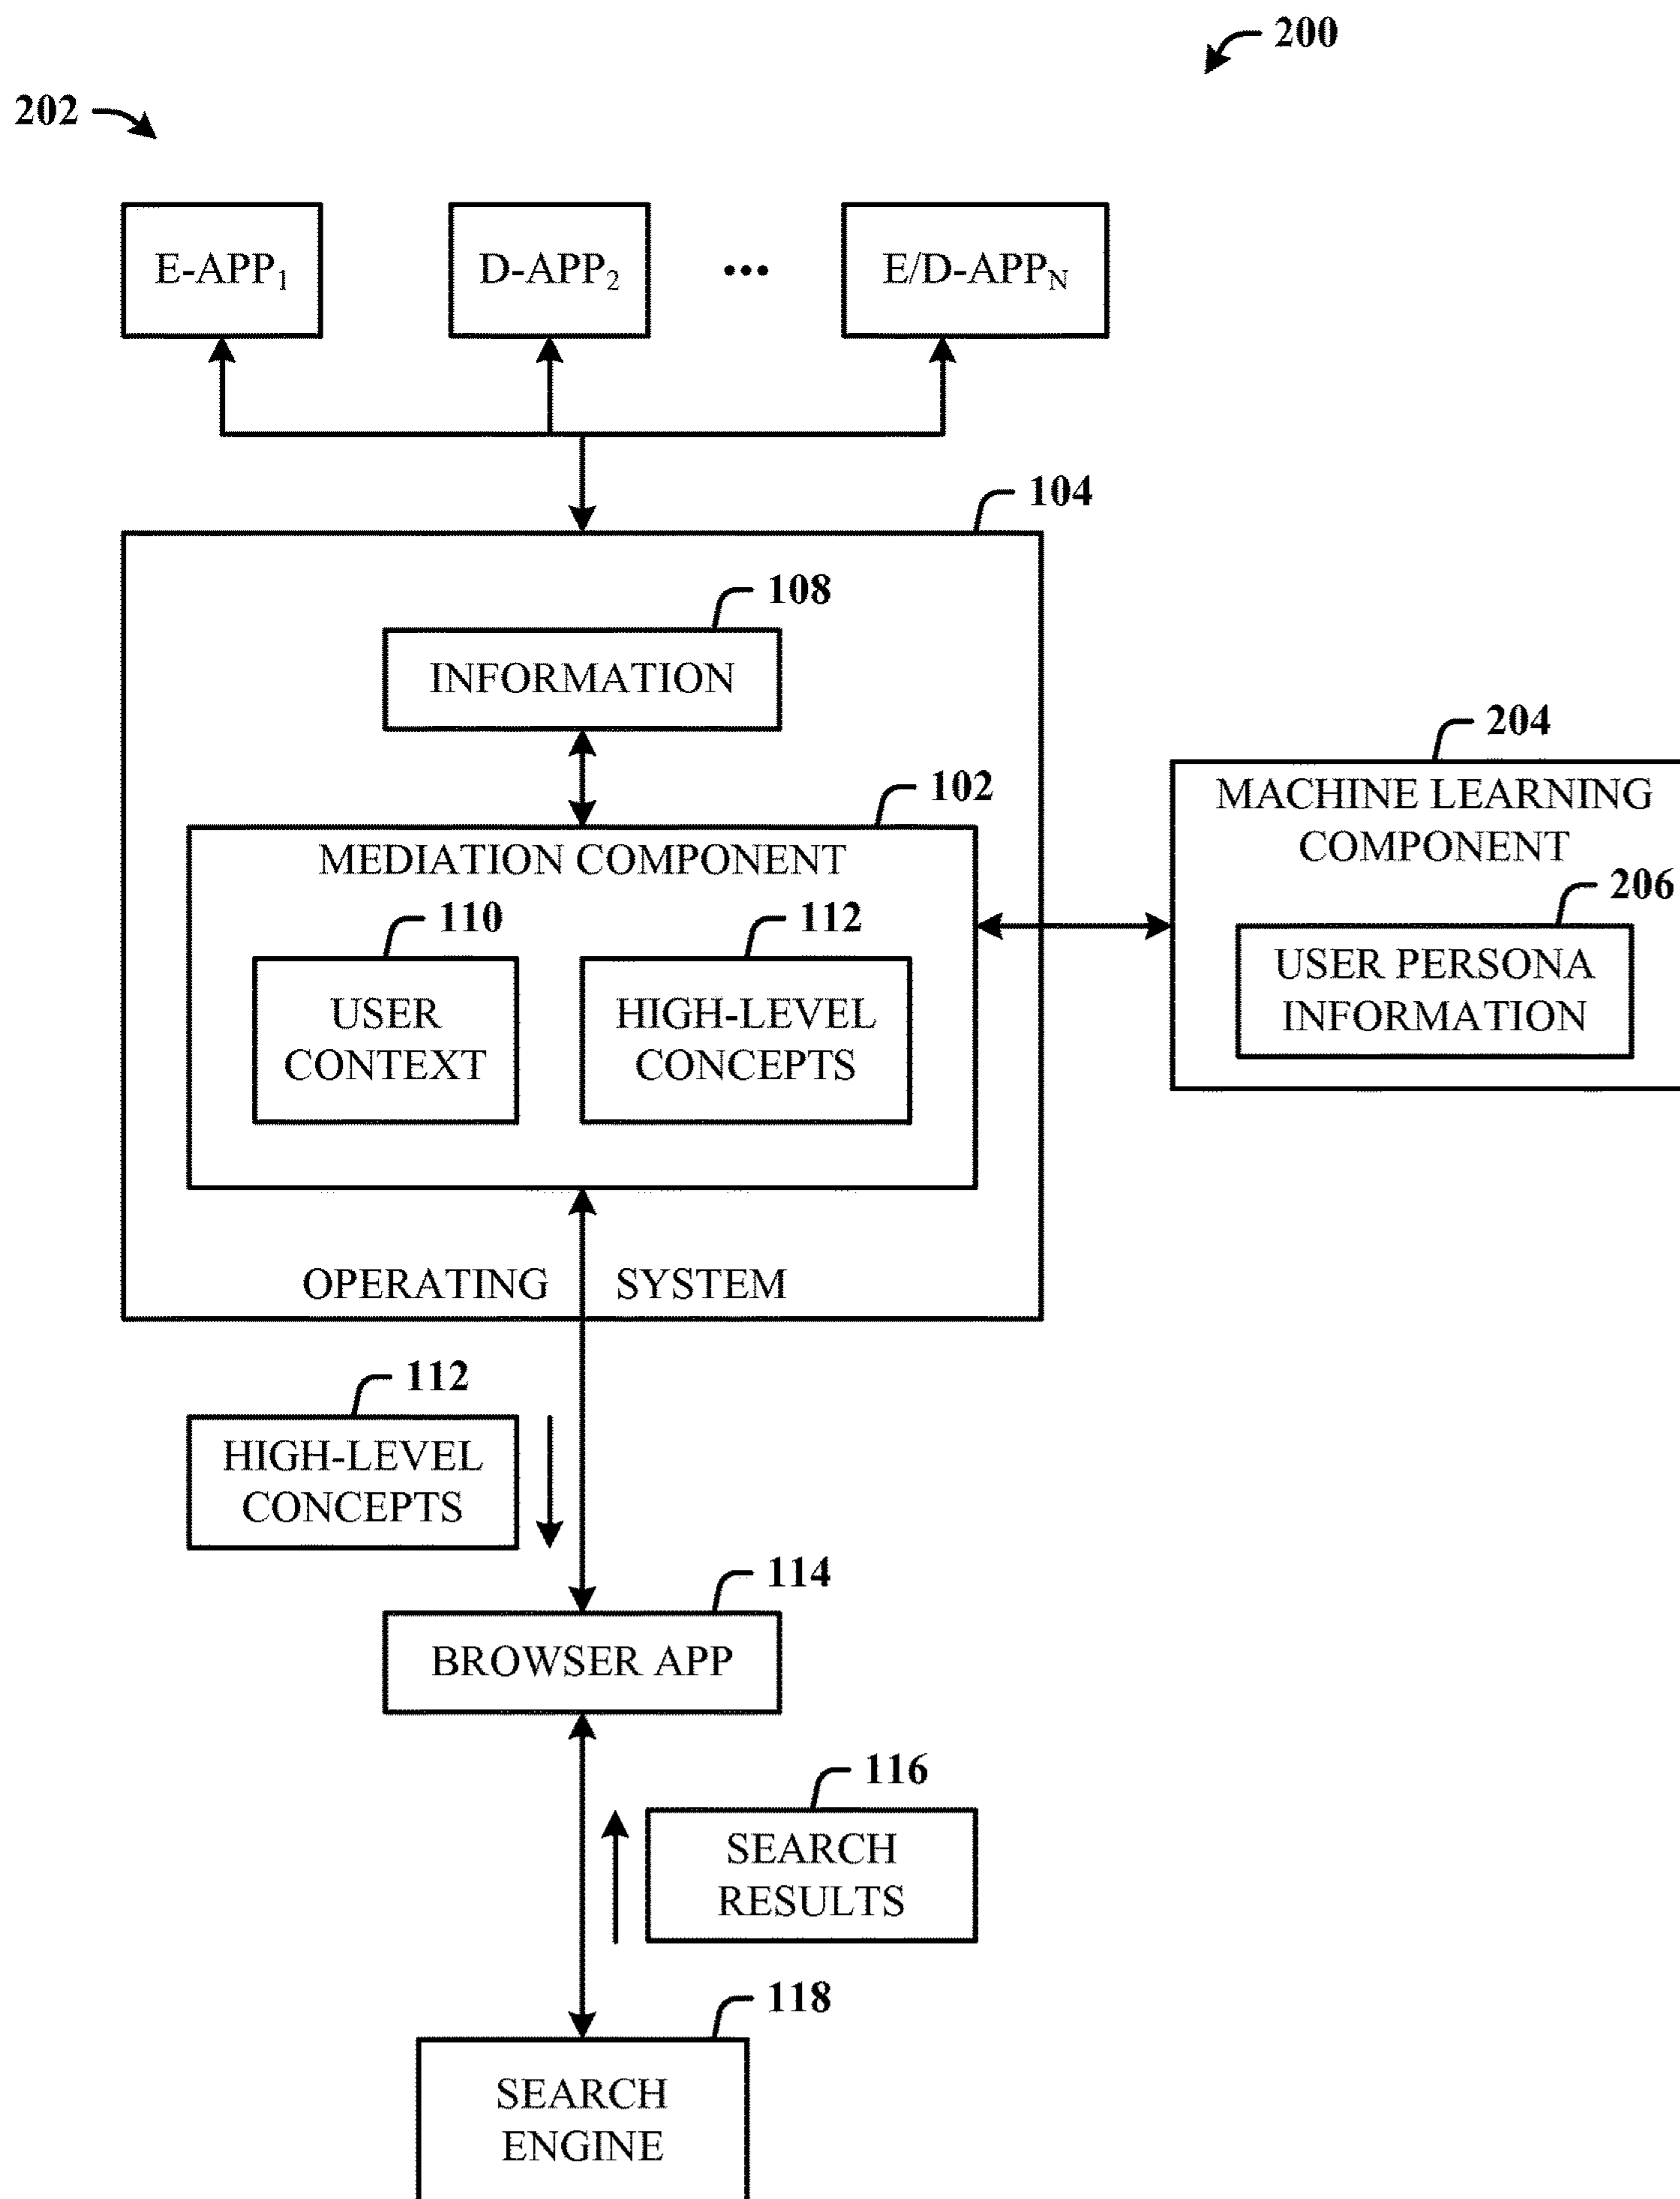 200
202
E-APP₁
D-APP₂
...
E/D-APP_N
104
108
INFORMATION
204
MACHINE LEARNING
COMPONENT
102
MEDIATION COMPONENT
206
USER PERSONA
INFORMATION
110
112
USER
CONTEXT
HIGH-LEVEL
CONCEPTS
OPERATING SYSTEM
112
HIGH-LEVEL
CONCEPTS
114
BROWSER APP
116
SEARCH
RESULTS
118
SEARCH
ENGINE